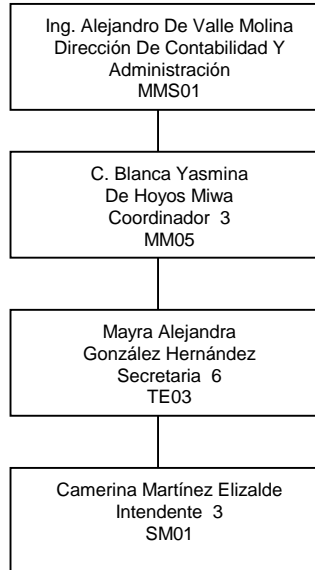 Ing. Alejandro De Valle Molina
Dirección De Contabilidad Y
Administración
MMS01
C. Blanca Yasmina
De Hoyos Miwa
Coordinador 3
MM05
Mayra Alejandra
González Hernández
Secretaria 6
TE03
Camerina Martínez Elizalde
Intendente 3
SM01